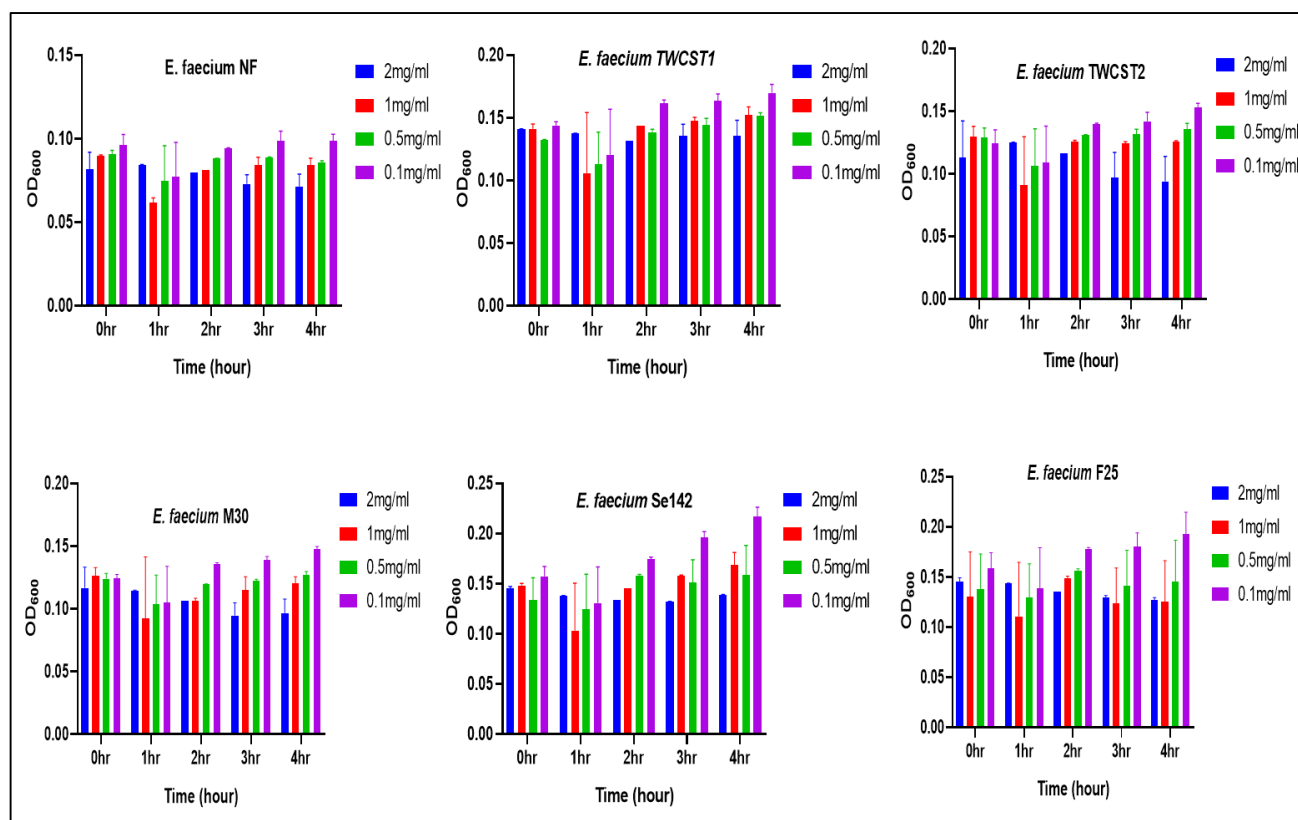 E. faecium NF
0.15
0.10
0.05
0.00
OD600
0hr 1hr 2hr 3hr 4hr
Time (hour)
2mg/ml
1mg/ml
0.5mg/ml
0.1mg/ml
E. faecium TWCST1
0.20
0.15
0.10
0.05
0.00
OD600
0hr 1hr 2hr 3hr 4hr
Time (hour)
2mg/ml
1mg/ml
0.5mg/ml
0.1mg/ml
E. faecium TWCST2
0.20
0.15
0.10
0.05
0.00
OD600
0hr 1hr 2hr 3hr 4hr
Time (hour)
2mg/ml
1mg/ml
0.5mg/ml
0.1mg/ml
E. faecium M30
0.20
0.15
0.10
0.05
0.00
OD600
0hr 1hr 2hr 3hr 4hr
Time (hour)
2mg/ml
1mg/ml
0.5mg/ml
0.1mg/ml
E. faecium Se142
0.25
0.20
0.15
0.10
0.05
0.00
OD600
0hr 1hr 2hr 3hr 4hr
Time (hour)
2mg/ml
1mg/ml
0.5mg/ml
0.1mg/ml
E. faecium F25
0.25
0.20
0.15
0.10
0.05
0.00
OD600
0hr 1hr 2hr 3hr 4hr
Time (hour)
2mg/ml
1mg/ml
0.5mg/ml
0.1mg/ml